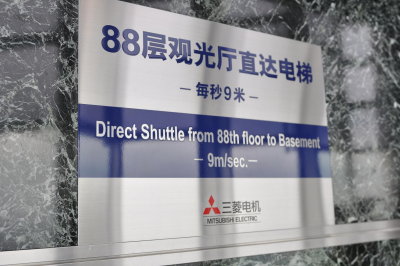 88层观光厅直达电梯
— 每秒9米 —
Direct Shuttle from 88th floor to Basement
— 9m/sec. —
三菱电机
MITSUBISHI ELECTRIC